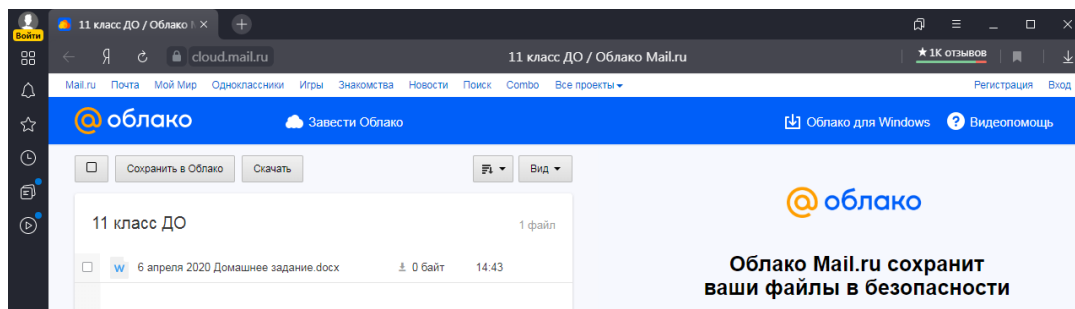 11 класс ДО / Облако
Войти
cloud.mail.ru
11 класс ДО / Облако Mail.ru
★1К отзывов
Mail.ru Почта Мой Мир Одноклассники Игры Знакомства Новости Поиск Combo Все проекты
Регистрация Вход
облако
Завести Облако
Облако для Windows
Видеопомощь
Сохранить в Облако
Скачать
Вид
11 класс ДО
1 файл
W 6 апреля 2020 Домашнее задание.docx 0 байт 14:43
облако
Облако Mail.ru сохранит
ваши файлы в безопасности